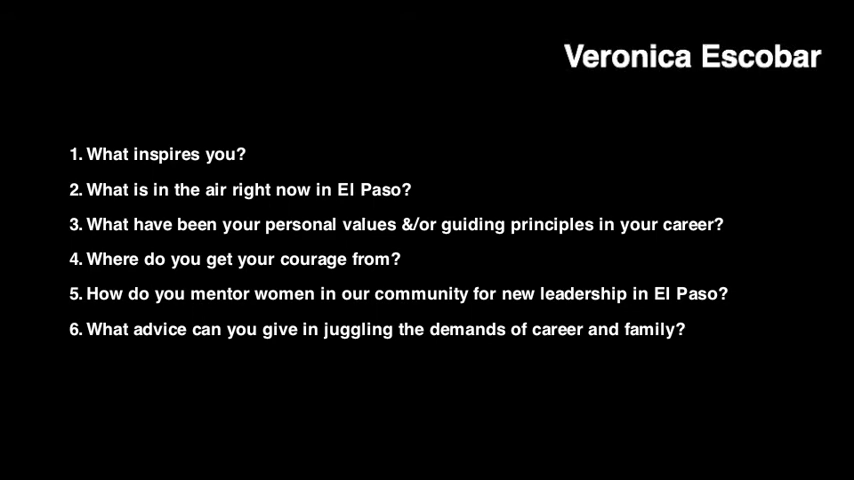 Veronica Escobar
1. What inspires you?
2. What is in the air right now in El Paso?
3. What have been your personal values &/or guiding principles in your career?
4. Where do you get your courage from?
5. How do you mentor women in our community for new leadership in El Paso?
6. What advice can you give in juggling the demands of career and family?